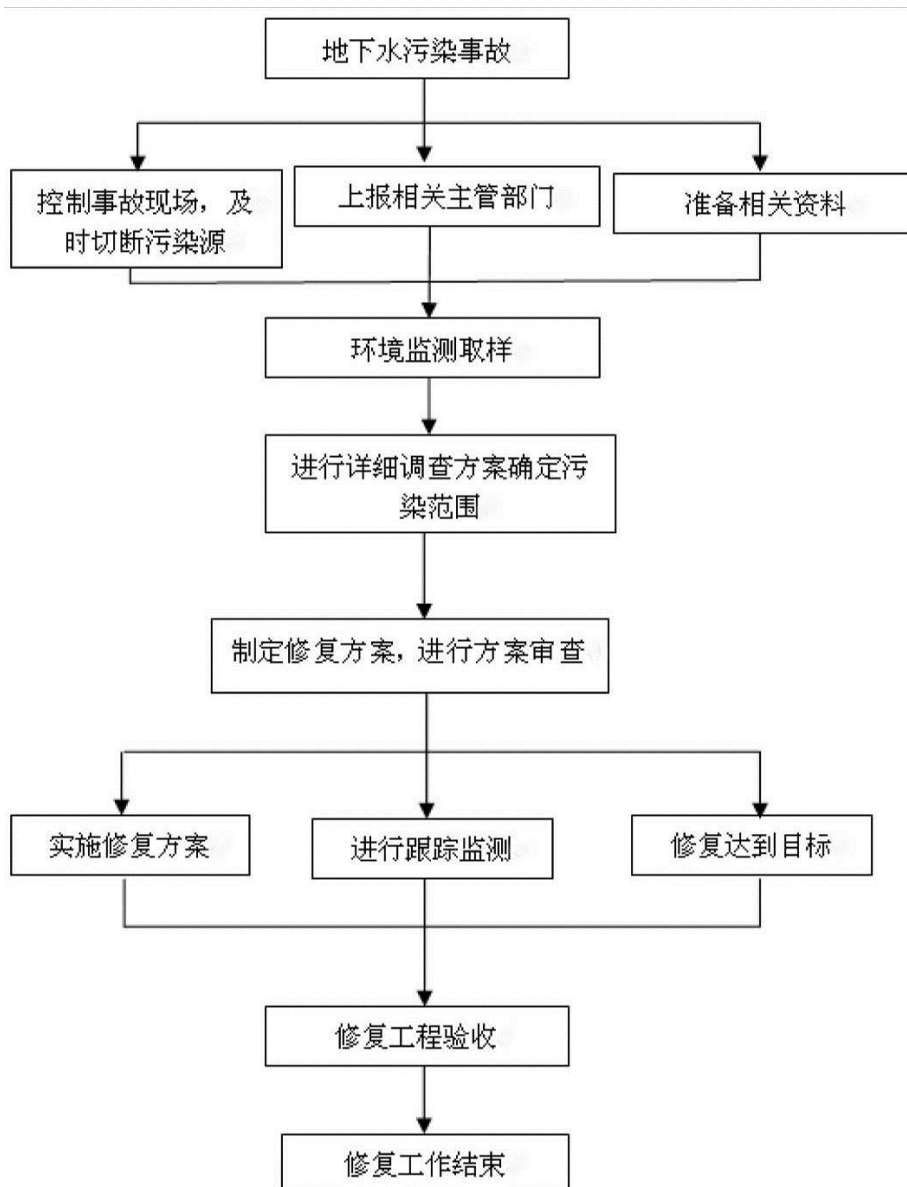 地下水污染事故
控制事故现场，及
时切断污染源
上报相关主管部门
准备相关资料
环境监测取样
进行详细调查方案确定污
染范围
制定修复方案，进行方案审查
实施修复方案
进行跟踪监测
修复达到目标
修复工程验收
修复工作结束